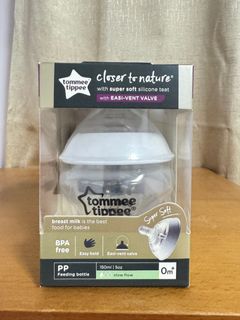 tommee
tippee
closer to nature®
with super soft silicone teat
with EASI-VENT VALVE
tommee
tippee
breast milk is the best
food for babies
Super Soft
BPA
free
Easy hold
Easi-vent valve
PP
Feeding bottle
150ml | 5oz
slow flow
0m+